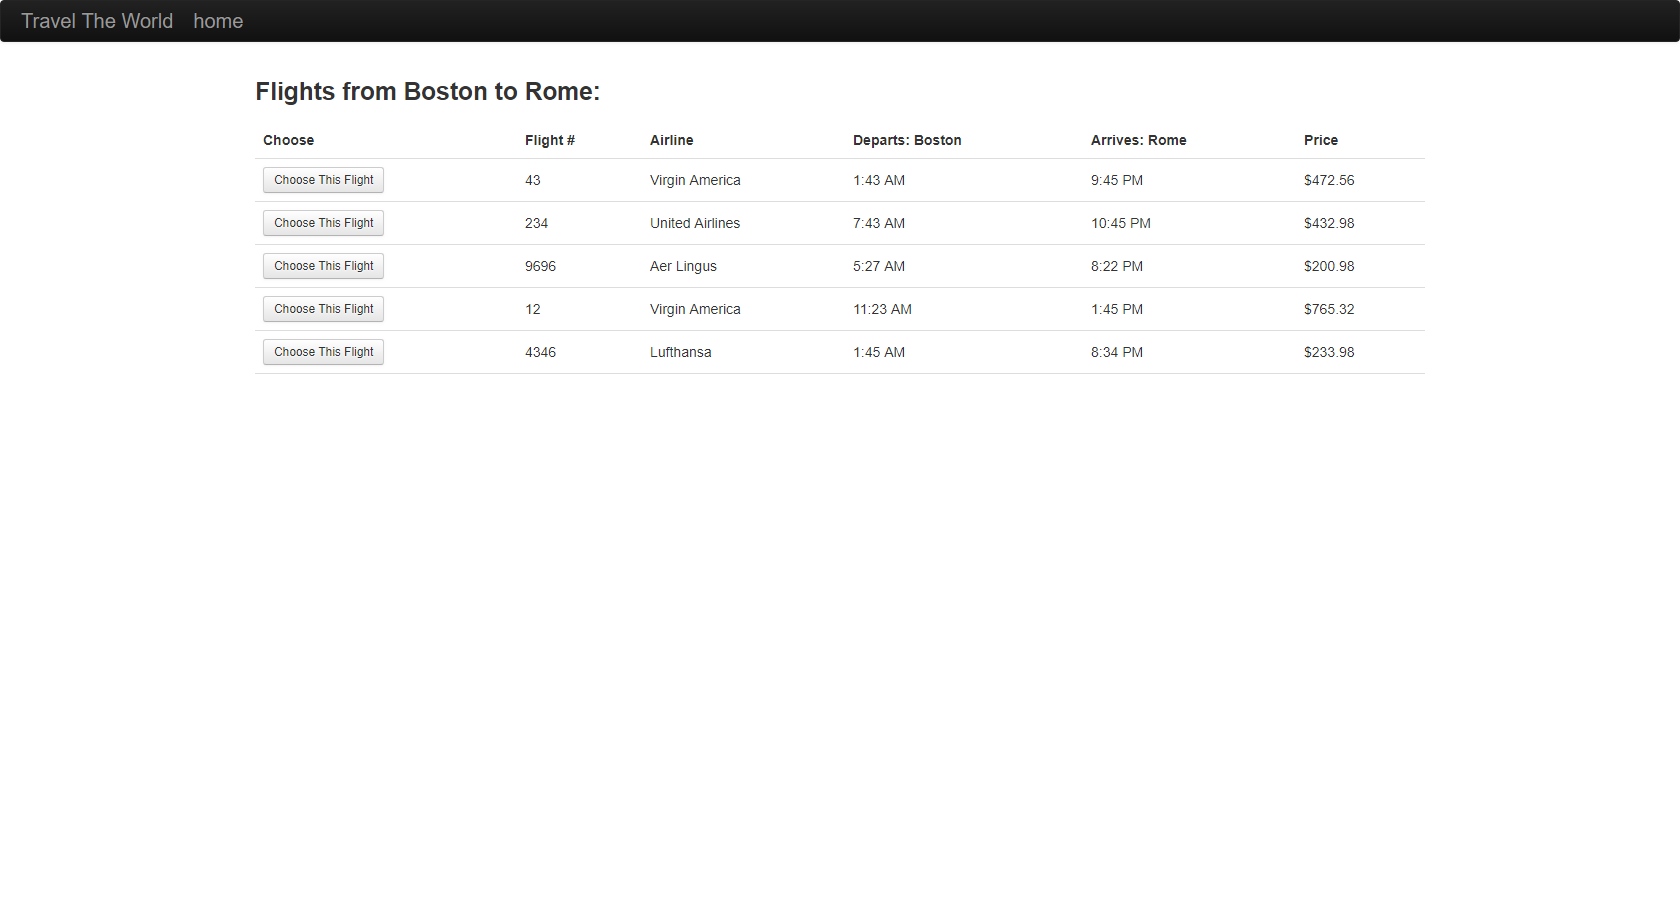 Travel The World home
Flights from Boston to Rome:
Choose Flight # Airline Departs: Boston Arrives: Rome Price
Choose This Flight 43 Virgin America 1:43 AM 9:45 PM $472.56
Choose This Flight 234 United Airlines 7:43 AM 10:45 PM $432.98
Choose This Flight 9696 Aer Lingus 5:27 AM 8:22 PM $200.98
Choose This Flight 12 Virgin America 11:23 AM 1:45 PM $765.32
Choose This Flight 4346 Lufthansa 1:45 AM 8:34 PM $233.98